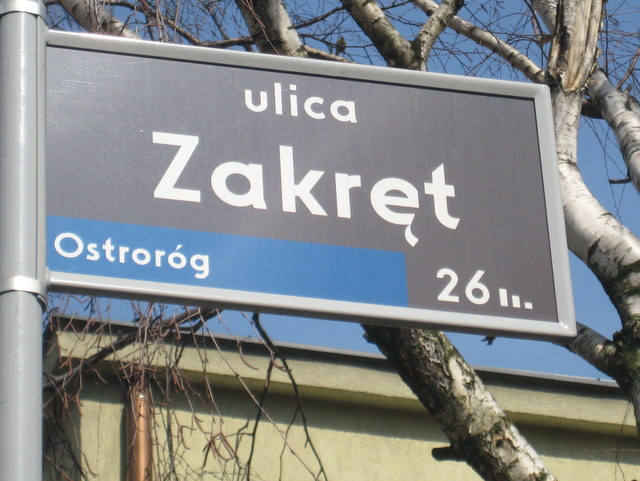 ulica
Zakręt
Ostroróg
26